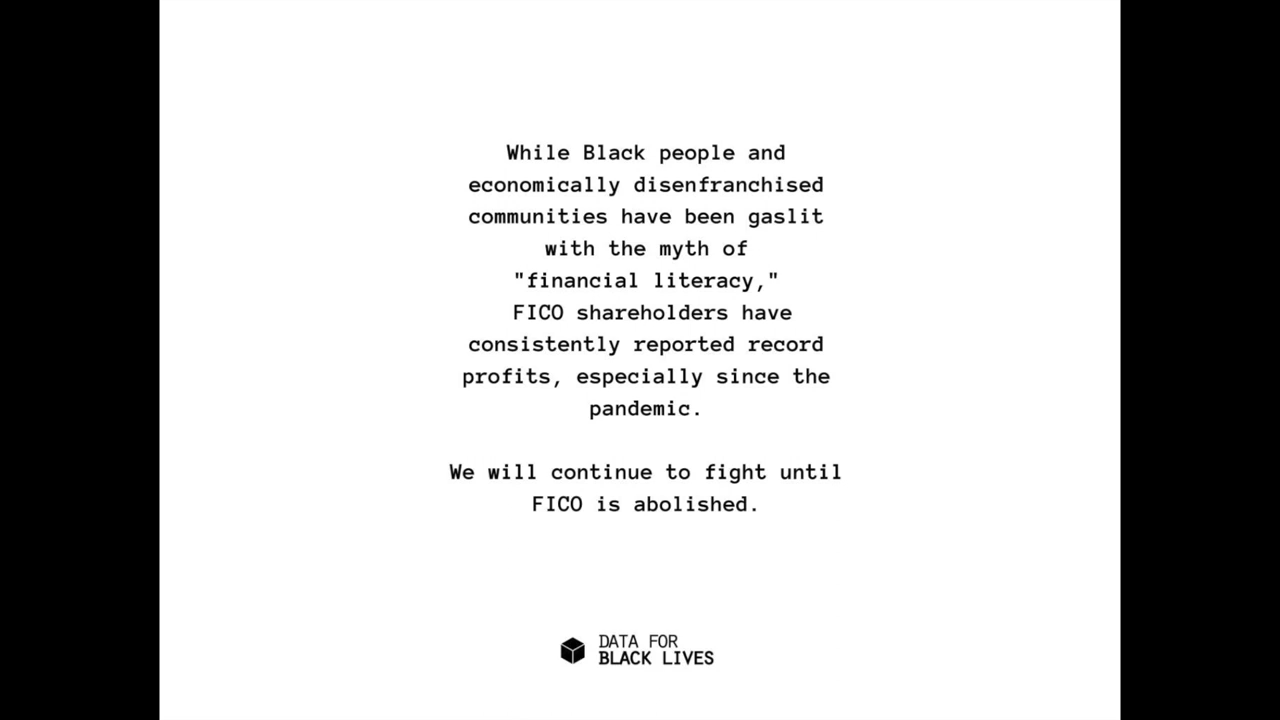 While Black people and
economically disenfranchised
communities have been gaslit
with the myth of
"financial literacy,"
FICO shareholders have
consistently reported record
profits, especially since the
pandemic.
We will continue to fight until
FICO is abolished.
DATA FOR
BLACK LIVES